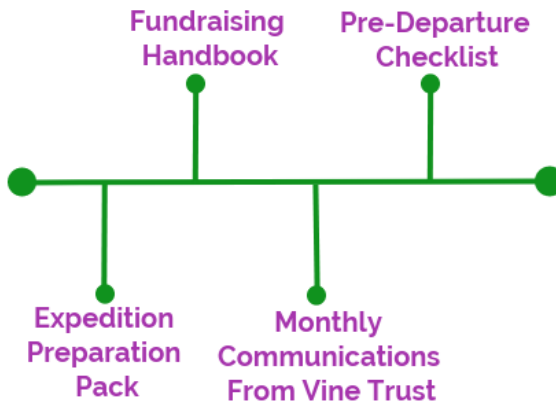 Fundraising
Handbook
Pre-Departure
Checklist
Expedition
Preparation
Pack
Monthly
Communications
From Vine Trust